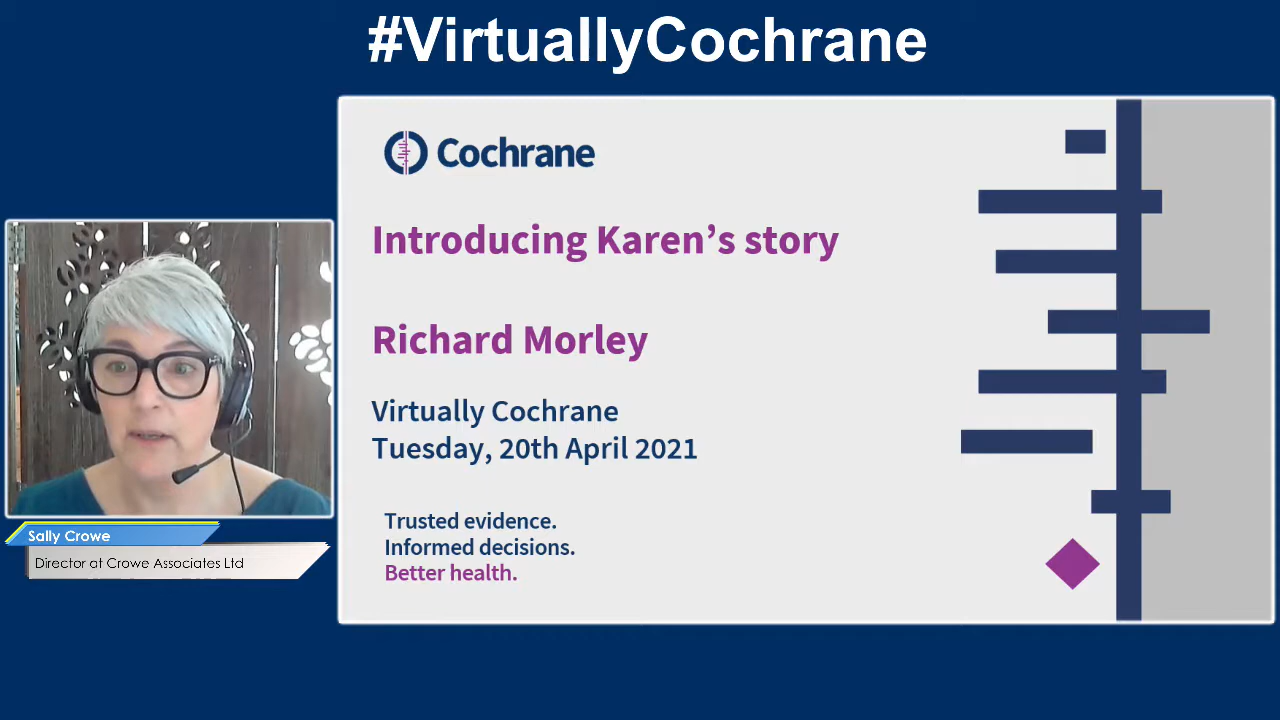 #VirtuallyCochrane
Cochrane
Introducing Karen’s story
Richard Morley
Virtually Cochrane
Tuesday, 20th April 2021
Trusted evidence.
Informed decisions.
Better health.
Sally Crowe
Director at Crowe Associates Ltd